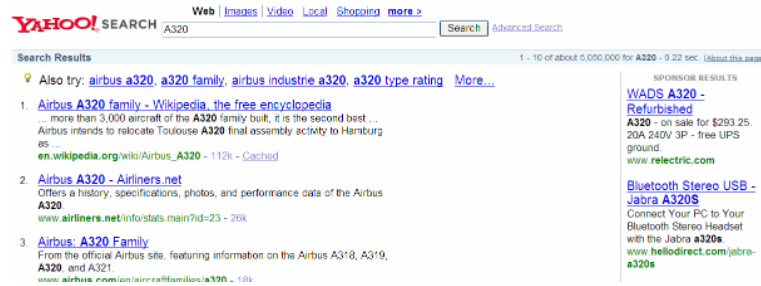 Web | Images | Video Local Shopping more »
YAHOO! SEARCH A320 Search Advanced Search
Search Results 1 - 10 of about 5,050,000 for A320 - 0.22 sec. (About this page
Also try: airbus a320, a320 family, airbus industrie a320, a320 type rating More...
1. Airbus A320 family - Wikipedia, the free encyclopedia
... more than 3,000 aircraft of the A320 family built, it is the second best ...
Airbus intends to relocate Toulouse A320 final assembly activity to Hamburg
as ...
en.wikipedia.org/wiki/Airbus_A320 - 112k - Cached
2. Airbus A320 - Airliners.net
Offers a history, specifications, photos, and performance data of the Airbus
A320.
www.airliners.net/info/stats.main?id=23 - 26k
3. Airbus: A320 Family
From the official Airbus site, featuring information on the Airbus A318, A319,
A320, and A321.
www.airbus.com/en/aircraftfamilies/a320 - 18k
SPONSOR RESULTS
WADS A320 -
Refurbished
A320 - on sale for $293.25.
20A 240V 3P - free UPS
ground.
www.relectric.com
Bluetooth Stereo USB -
Jabra A320S
Connect Your PC to Your
Bluetooth Stereo Headset
with the Jabra a320s.
www.hellodirect.com/jabra-
a320s